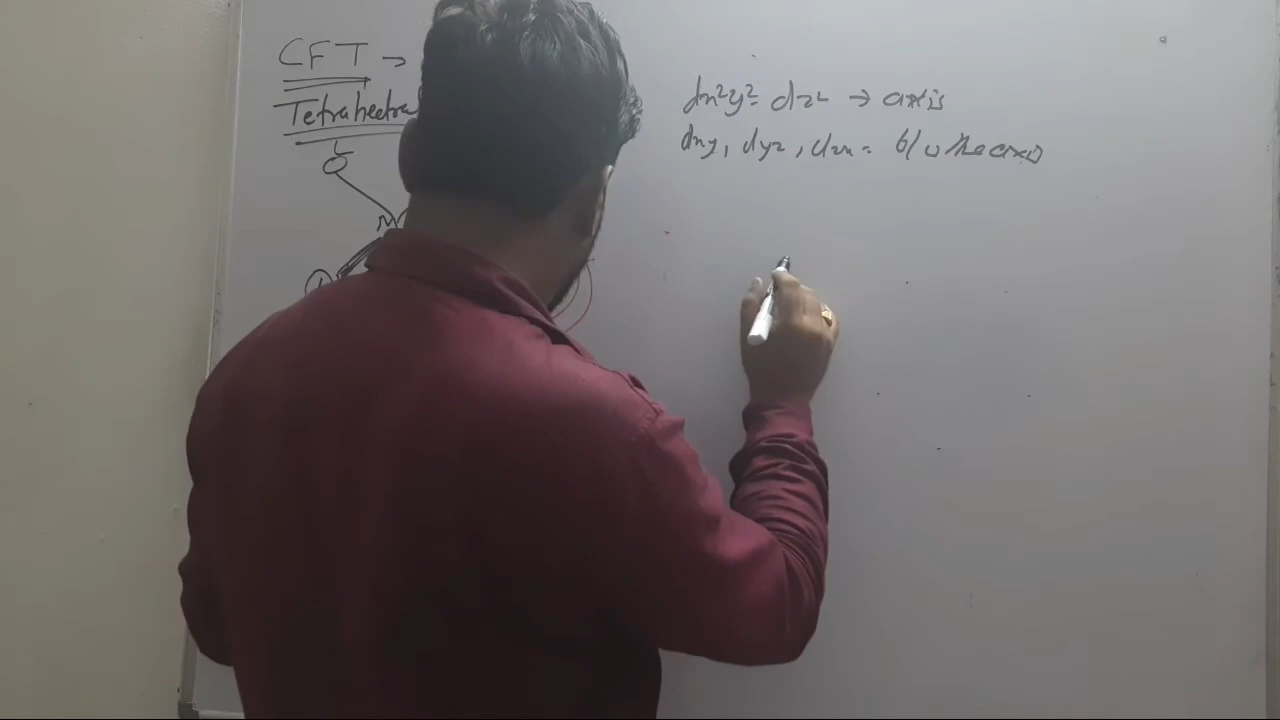 CFT →
Tetrahedra
L
M
L
dx²y² dz² → axis
dxy, dyz, dzx = b/w the axis